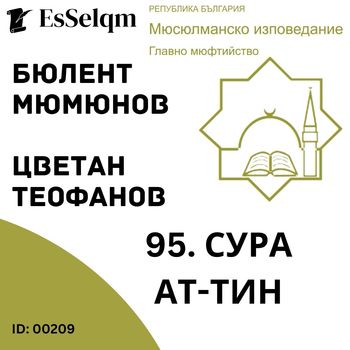 EsSelqm
РЕПУБЛИКА БЪЛГАРИЯ
Мюсюлманско изповедание
Главно мюфтийство
БЮЛЕНТ
МЮМЮНОВ
ЦВЕТАН
ТЕОФАНОВ
95. СУРА
АТ-ТИН
ID: 00209